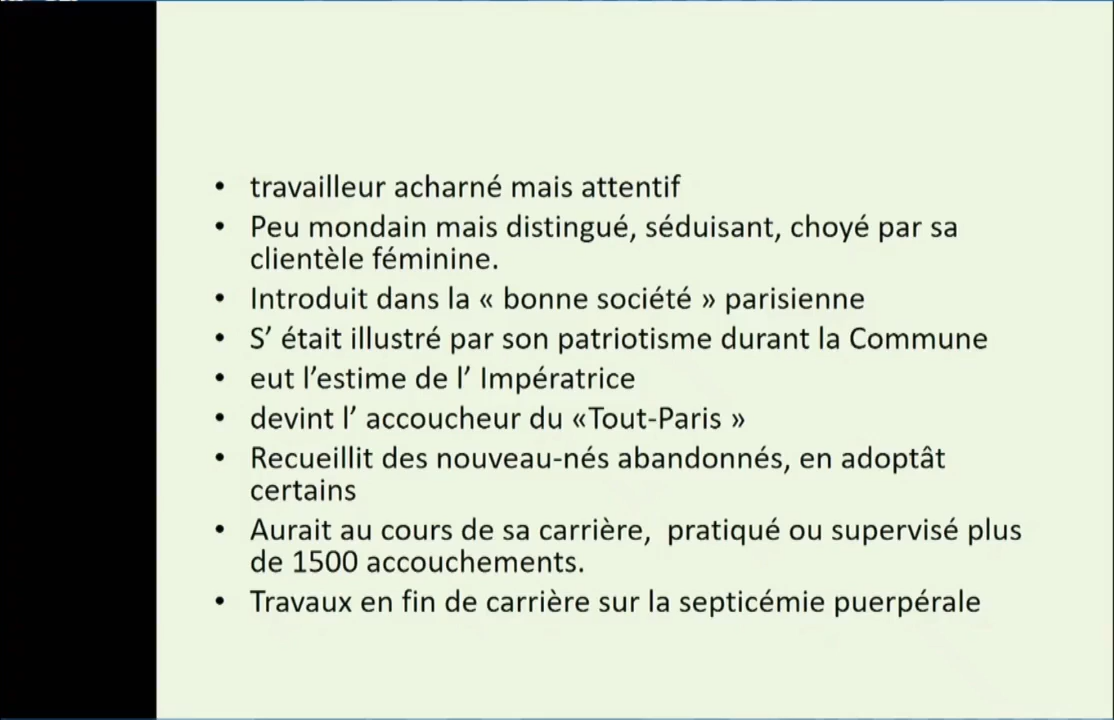 • travailleur acharné mais attentif
• Peu mondain mais distingué, séduisant, choyé par sa
clientèle féminine.
• Introduit dans la « bonne société » parisienne
• S’ était illustré par son patriotisme durant la Commune
• eut l’estime de l’ Impératrice
• devint l’ accoucheur du «Tout-Paris »
• Recueillit des nouveau-nés abandonnés, en adoptât
certains
• Aurait au cours de sa carrière,  pratiqué ou supervisé plus
de 1500 accouchements.
• Travaux en fin de carrière sur la septicémie puerpérale